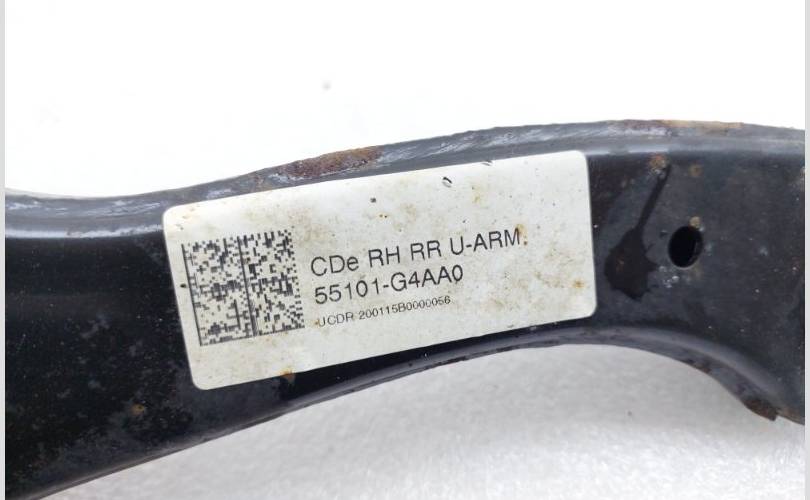 CDe RH RR U-ARM
55101-G4AA0
UCDR 200115B0000056